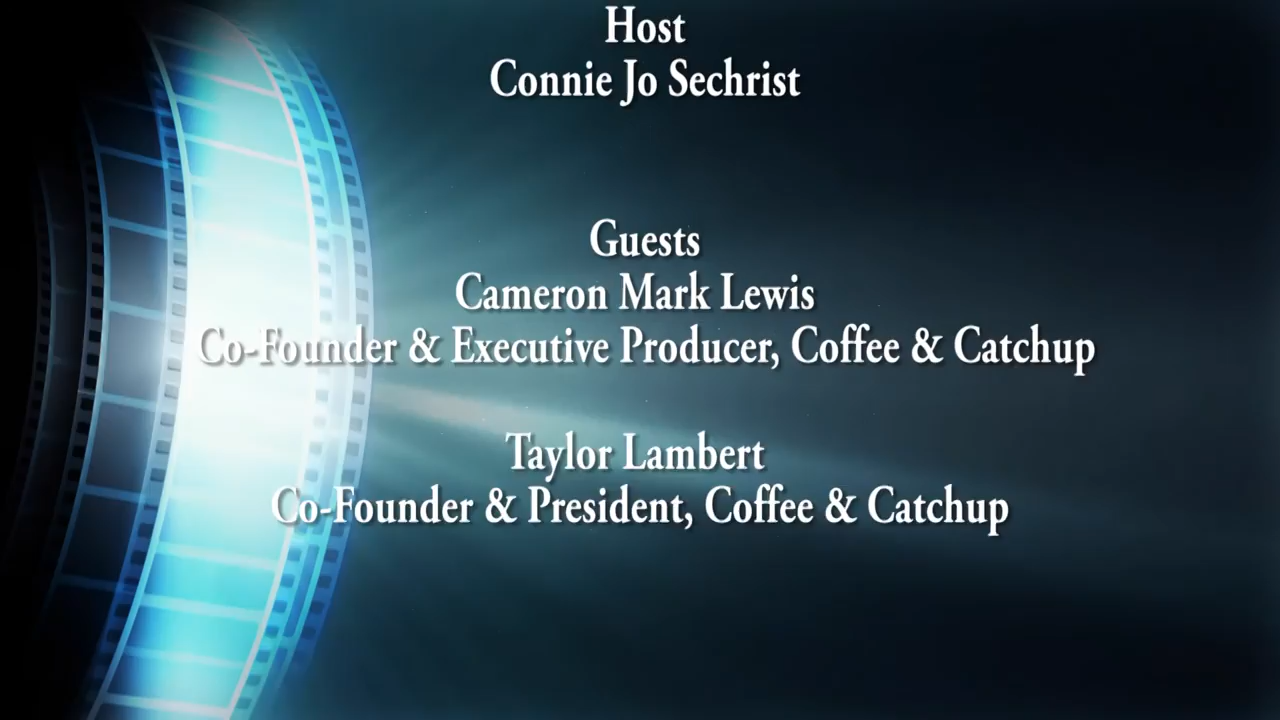 Host
Connie Jo Sechrist
Guests
Cameron Mark Lewis
Co-Founder & Executive Producer, Coffee & Catchup
Taylor Lambert
Co-Founder & President, Coffee & Catchup